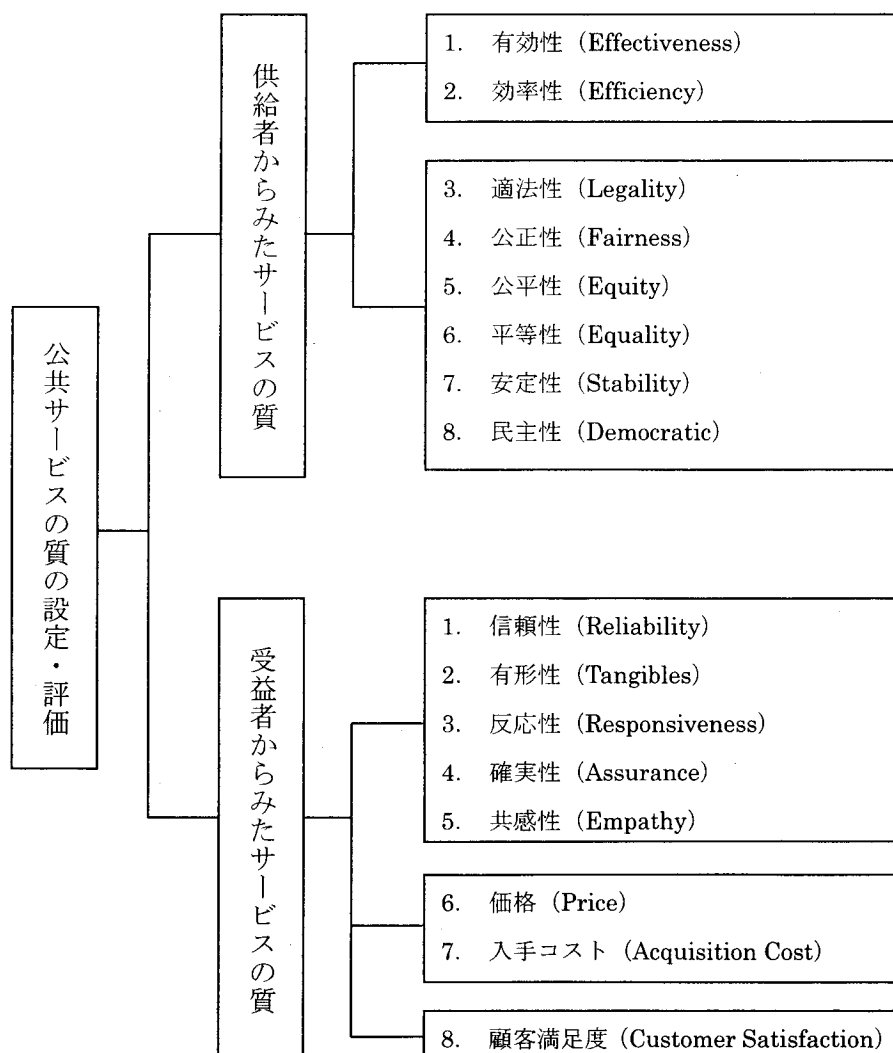 公共サービスの質の設定・評価
供給者からみたサービスの質
1. 有効性（Effectiveness）
2. 効率性（Efficiency）
3. 適法性（Legality）
4. 公正性（Fairness）
5. 公平性（Equity）
6. 平等性（Equality）
7. 安定性（Stability）
8. 民主性（Democratic）
受益者からみたサービスの質
1. 信頼性（Reliability）
2. 有形性（Tangibles）
3. 反応性（Responsiveness）
4. 確実性（Assurance）
5. 共感性（Empathy）
6. 価格（Price）
7. 入手コスト（Acquisition Cost）
8. 顧客満足度（Customer Satisfaction）